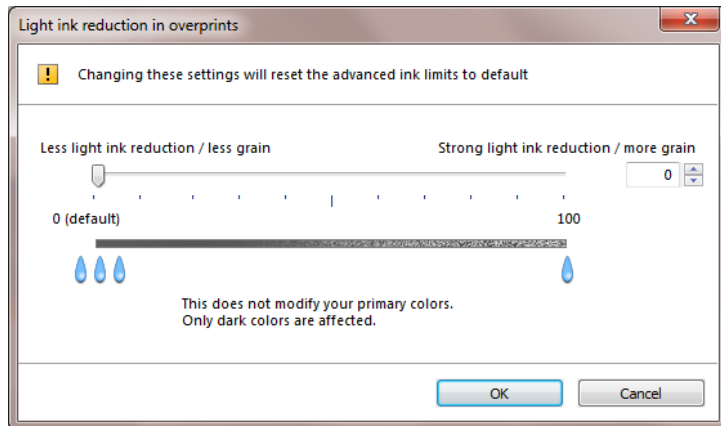 Light ink reduction in overprints
Changing these settings will reset the advanced ink limits to default
Less light ink reduction / less grain
Strong light ink reduction / more grain
0
0 (default)
100
This does not modify your primary colors.
Only dark colors are affected.
OK
Cancel